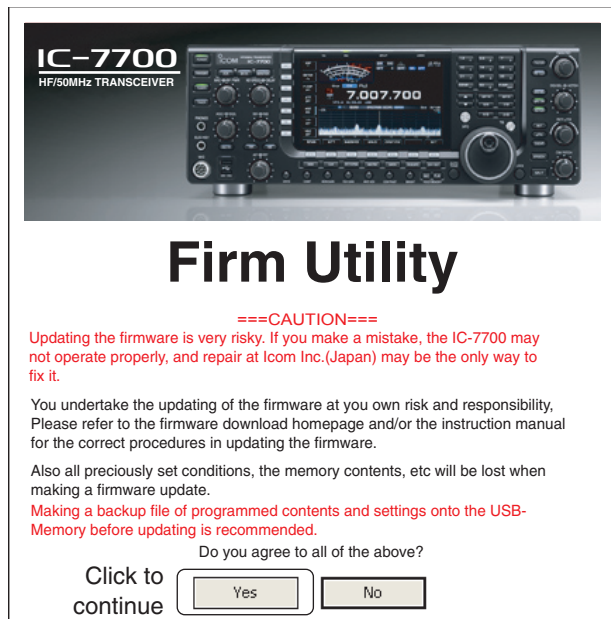 IC-7700
HF/50MHz TRANSCEIVER
ICOM
IC-7700
7.007.700
Firm Utility
===CAUTION===
Updating the firmware is very risky. If you make a mistake, the IC-7700 may
not operate properly, and repair at Icom Inc.(Japan) may be the only way to
fix it.
You undertake the updating of the firmware at you own risk and responsibility,
Please refer to the firmware download homepage and/or the instruction manual
for the correct procedures in updating the firmware.
Also all preciously set conditions, the memory contents, etc will be lost when
making a firmware update.
Making a backup file of programmed contents and settings onto the USB-
Memory before updating is recommended.
Do you agree to all of the above?
Click to
continue
Yes
No